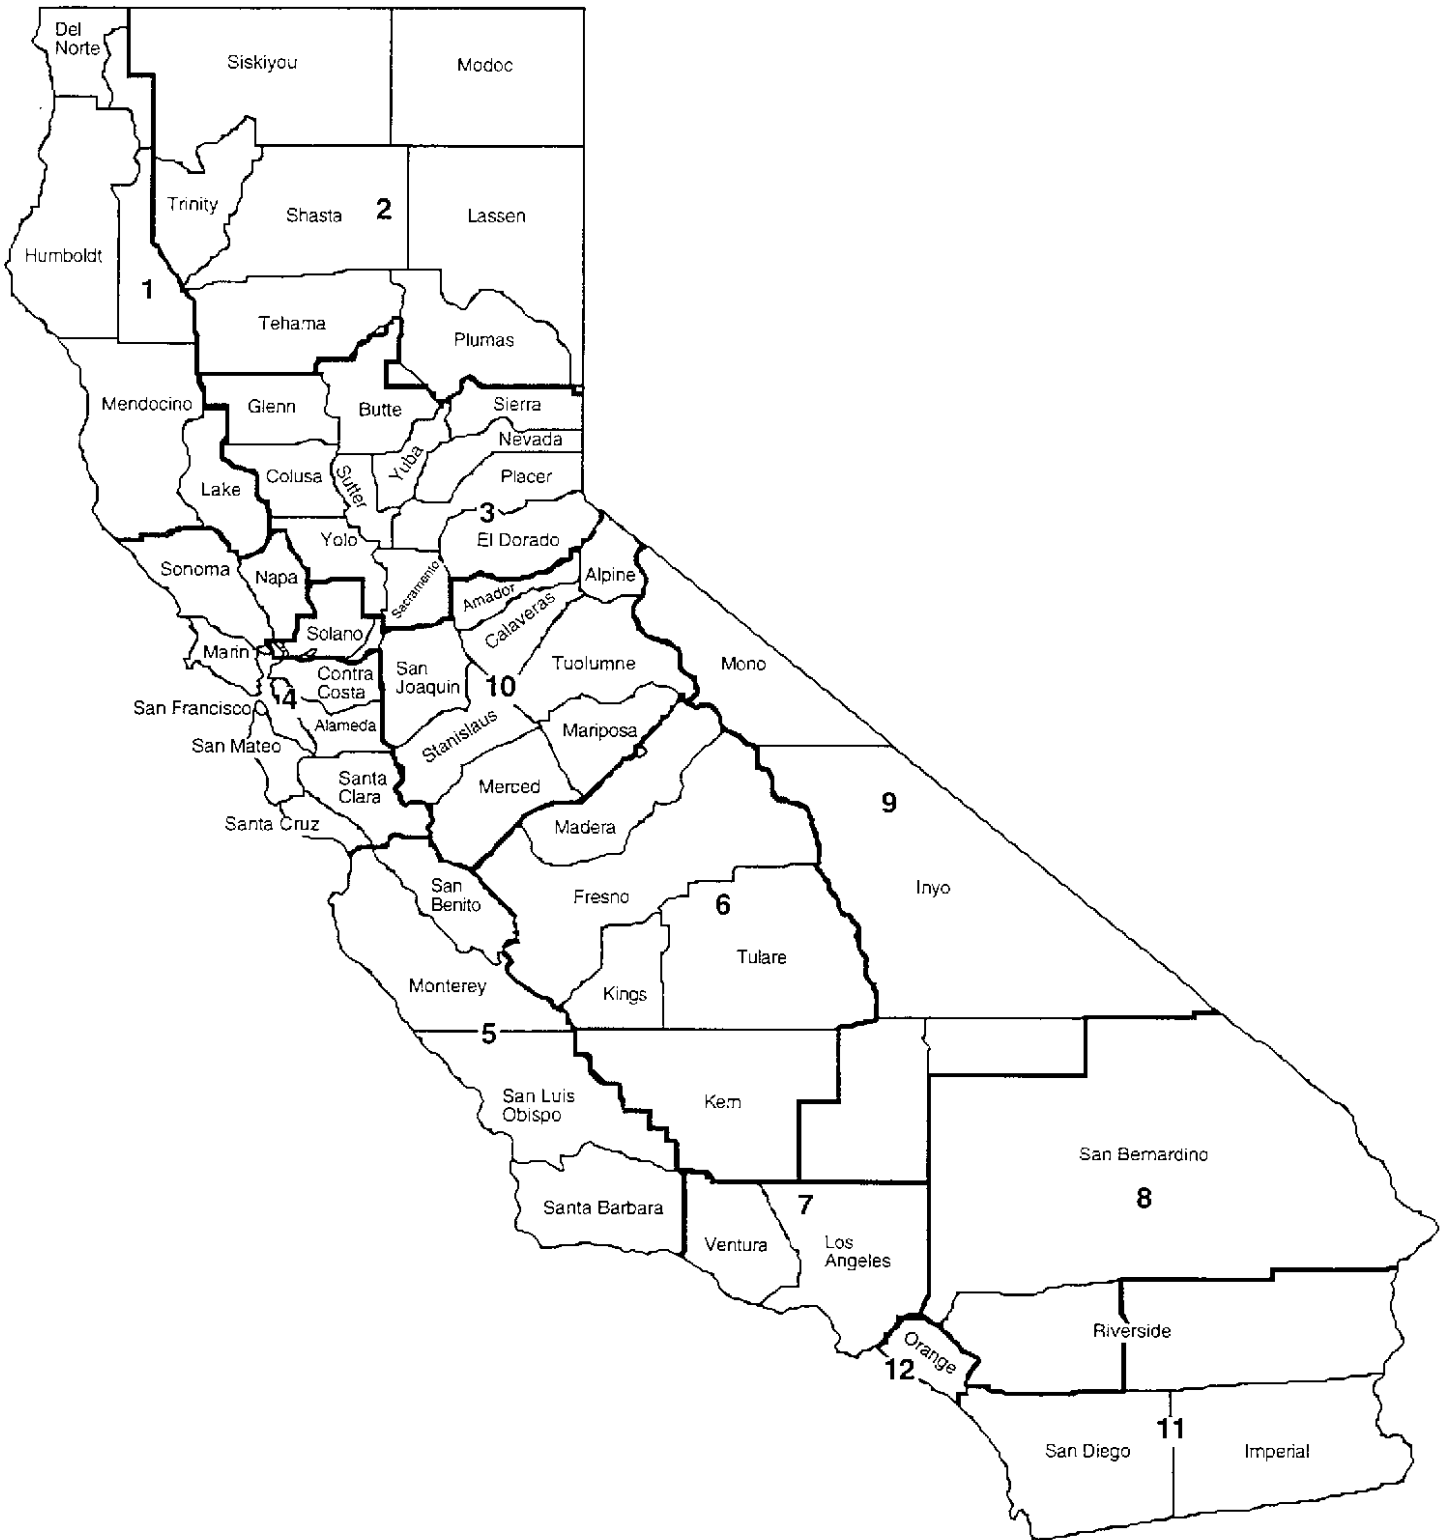 Del
Norte
Siskiyou
Modoc
Trinity
Shasta
2
Lassen
Humboldt
1
Tehama
Plumas
Mendocino
Glenn
Butte
Sierra
Nevada
Yuba
Placer
Colusa
Sutter
Lake
3
El Dorado
Yolo
Sonoma
Napa
Sacramento
Amador
Alpine
Calaveras
Solano
Marin
San
Joaquin
Tuolumne
Mono
Contra
Costa
10
4
San Francisco
Alameda
Stanislaus
Mariposa
San Mateo
Santa
Clara
Merced
9
Santa Cruz
Madera
San
Benito
Fresno
6
Inyo
Tulare
Monterey
Kings
5
San Luis
Obispo
Kern
San Bernardino
8
Santa Barbara
7
Ventura
Los
Angeles
Riverside
Orange
12
11
San Diego
Imperial